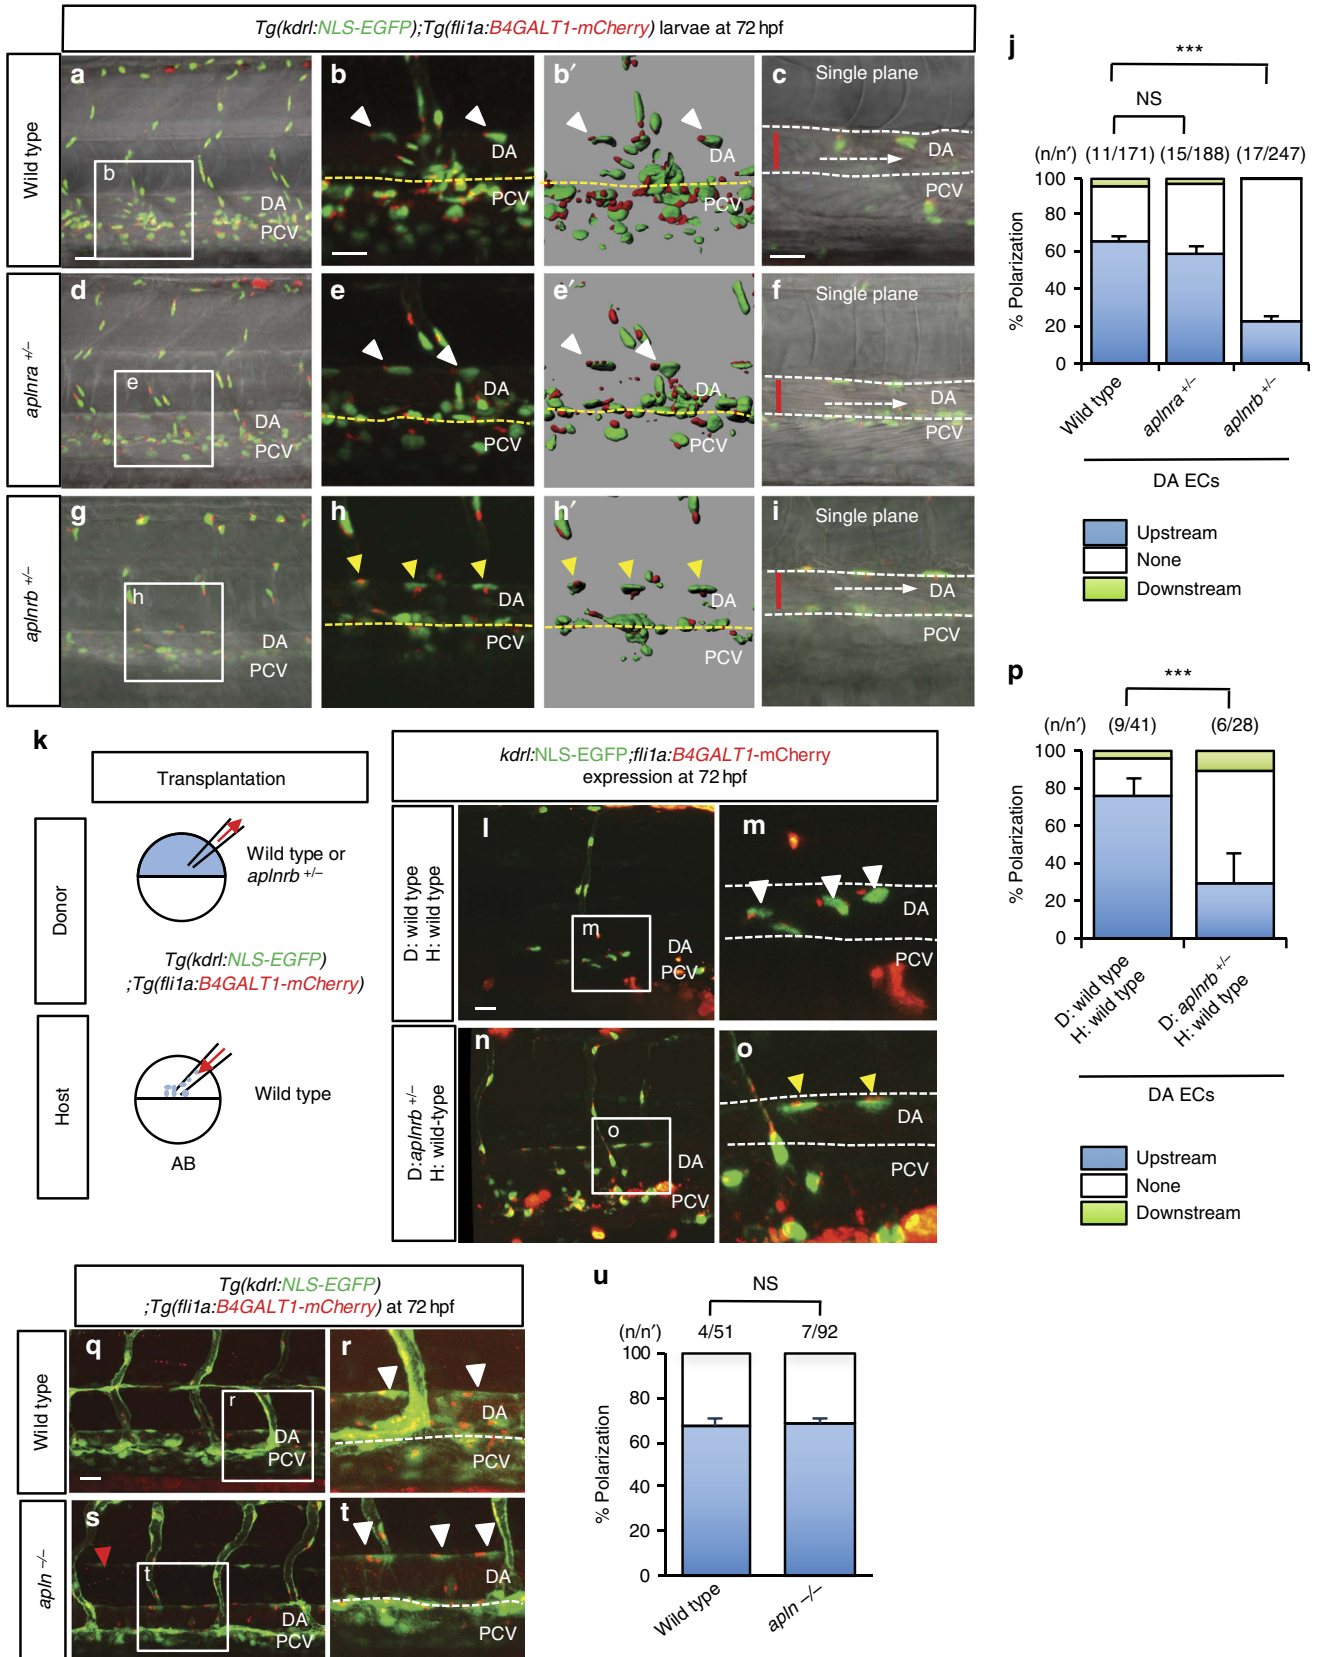 Tg(kdrl:NLS-EGFP);Tg(fli1a:B4GALT1-mCherry) larvae at 72 hpf
Wild type
a
b
DA
PCV
b
DA
PCV
b′
DA
PCV
c
Single plane
DA
PCV
aplnra +/–
d
e
DA
PCV
e
DA
PCV
e′
DA
PCV
f
Single plane
DA
PCV
aplnrb +/–
g
h
DA
PCV
h
DA
PCV
h′
DA
PCV
i
Single plane
DA
PCV
j
***
NS
(n/n′) (11/171) (15/188) (17/247)
% Polarization
100
80
60
40
20
0
Wild type
aplnra +/–
aplnrb +/–
DA ECs
Upstream
None
Downstream
k
Transplantation
Donor
Wild type or
aplnrb +/–
Tg(kdrl:NLS-EGFP)
;Tg(fli1a:B4GALT1-mCherry)
Host
Wild type
AB
kdrl:NLS-EGFP;fli1a:B4GALT1-mCherry
expression at 72 hpf
D: wild type
H: wild type
l
m
DA
PCV
m
DA
PCV
D:aplnrb +/–
H: wild-type
n
o
DA
PCV
o
DA
PCV
p
***
(n/n′) (9/41) (6/28)
% Polarization
100
80
60
40
20
0
D: wild type
H: wild type
D: aplnrb +/–
H: wild type
DA ECs
Upstream
None
Downstream
Tg(kdrl:NLS-EGFP)
;Tg(fli1a:B4GALT1-mCherry) at 72 hpf
Wild type
q
r
DA
PCV
r
DA
PCV
apln –/–
s
t
DA
PCV
t
DA
PCV
u
NS
(n/n′) 4/51 7/92
% Polarization
100
80
60
40
20
0
Wild type
apln –/–